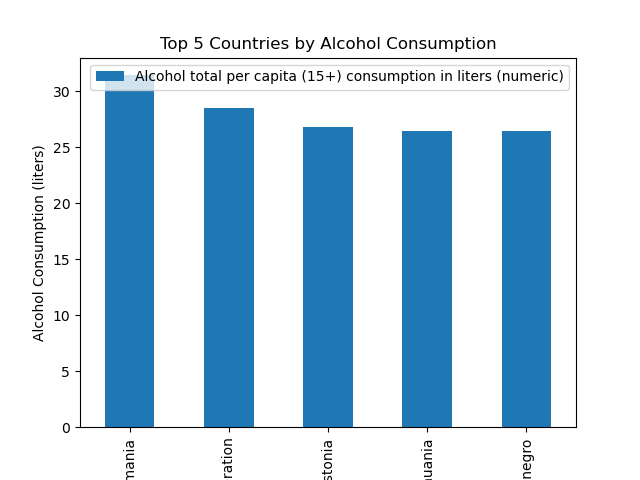 Top 5 Countries by Alcohol Consumption
Alcohol total per capita (15+) consumption in liters (numeric)
Alcohol Consumption (liters)
30
25
20
15
10
5
0
mania
ration
stonia
uania
negro